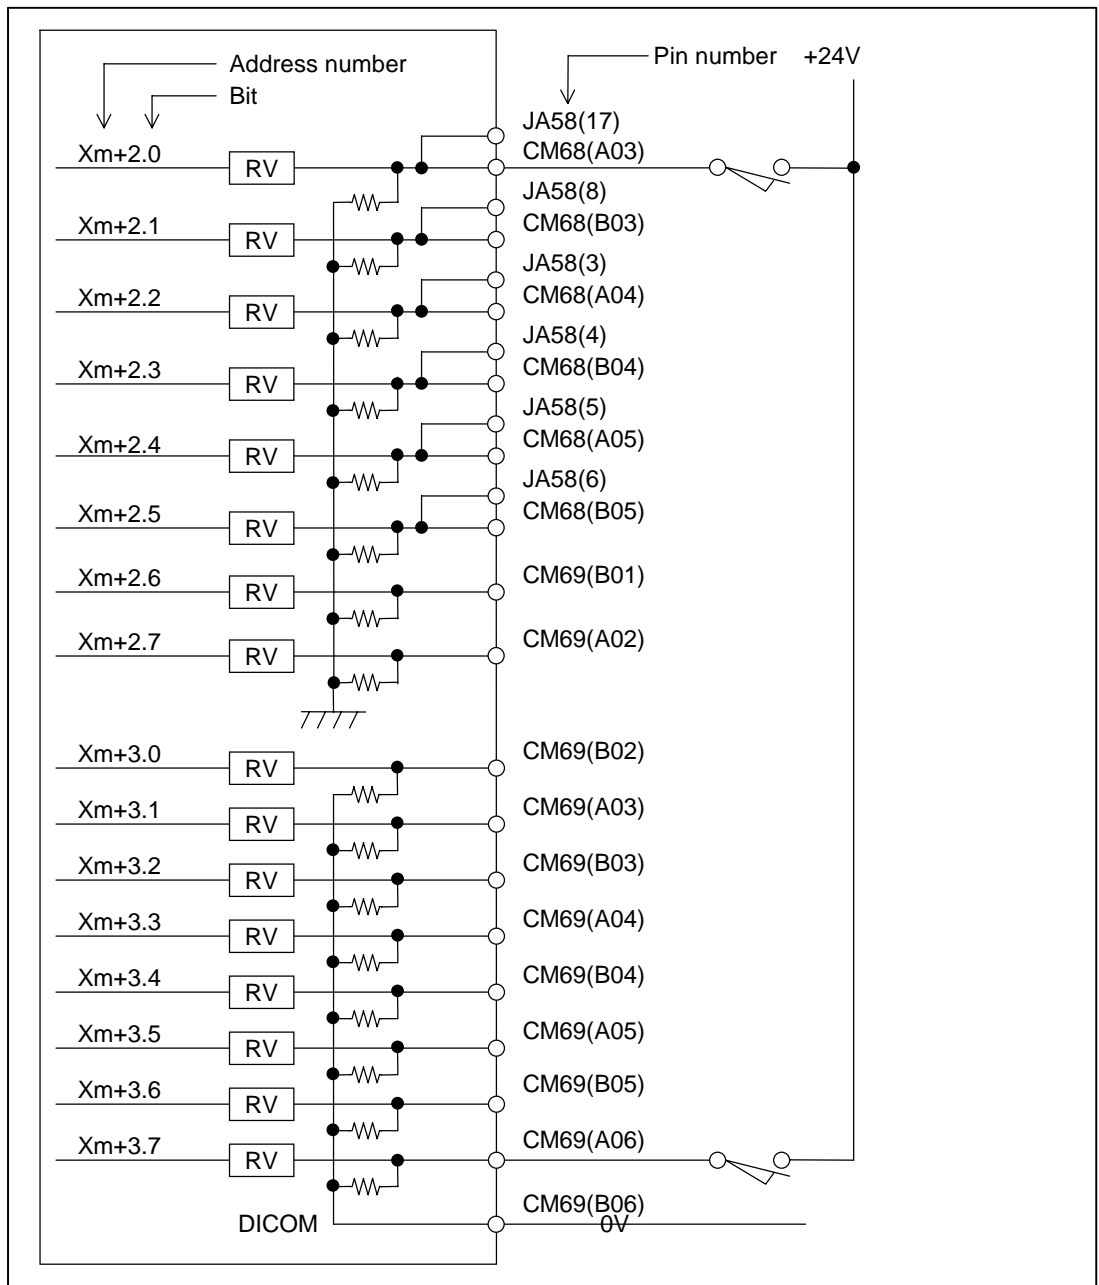 Pin number +24V
Address number
Bit
JA58(17)
Xm+2.0 RV CM68(A03)
JA58(8)
Xm+2.1 RV CM68(B03)
JA58(3)
Xm+2.2 RV CM68(A04)
JA58(4)
Xm+2.3 RV CM68(B04)
JA58(5)
Xm+2.4 RV CM68(A05)
JA58(6)
Xm+2.5 RV CM68(B05)
Xm+2.6 RV CM69(B01)
Xm+2.7 RV CM69(A02)
Xm+3.0 RV CM69(B02)
Xm+3.1 RV CM69(A03)
Xm+3.2 RV CM69(B03)
Xm+3.3 RV CM69(A04)
Xm+3.4 RV CM69(B04)
Xm+3.5 RV CM69(A05)
Xm+3.6 RV CM69(B05)
Xm+3.7 RV CM69(A06)
CM69(B06)
DICOM 0V